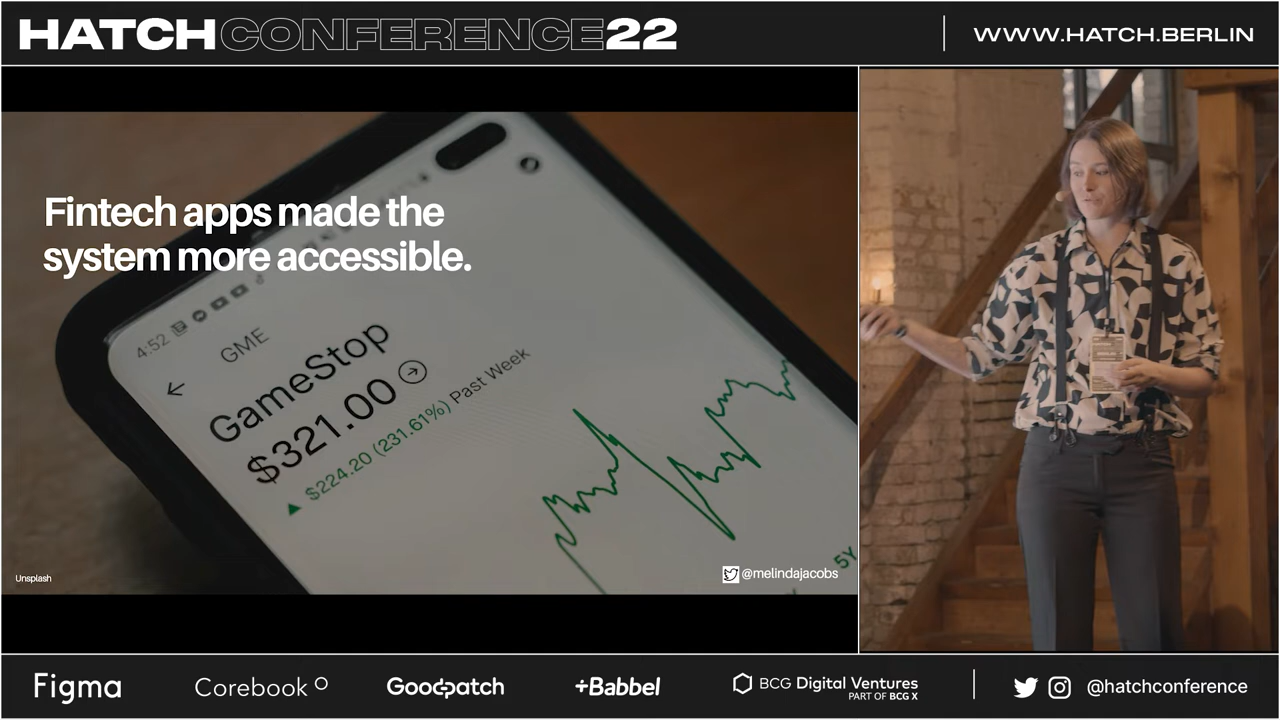 HATCHCONFERENCE22
WWW.HATCH.BERLIN
Fintech apps made the
system more accessible.
4:52
GME
GameStop
$321.00
▲ $224.20 (231.61%) Past Week
5Y
Unsplash
@melindajacobs
Figma
Corebook
Goodpatch
+Babbel
BCG Digital Ventures
PART OF BCG X
@hatchconference